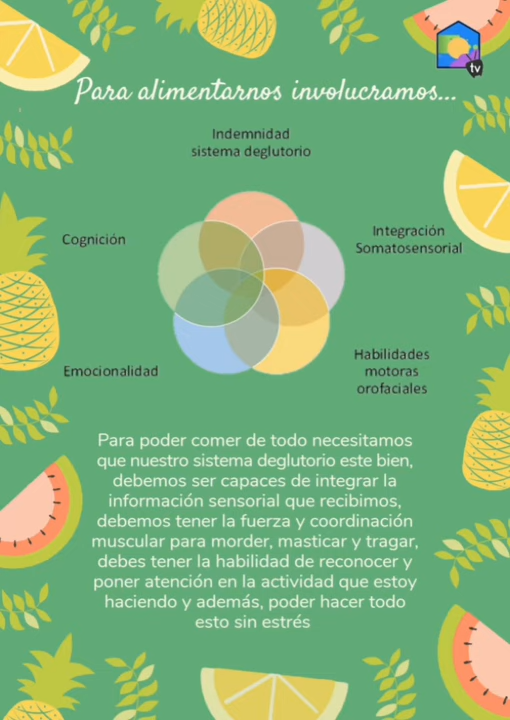 tv
Para alimentarnos involucramos...
Indemnidad
sistema deglutorio
Cognición
Integración
Somatosensorial
Emocionalidad
Habilidades
motoras
orofaciales
Para poder comer de todo necesitamos
que nuestro sistema deglutorio este bien,
debemos ser capaces de integrar la
información sensorial que recibimos,
debemos tener la fuerza y coordinación
muscular para morder, masticar y tragar,
debes tener la habilidad de reconocer y
poner atención en la actividad que estoy
haciendo y además, poder hacer todo
esto sin estrés